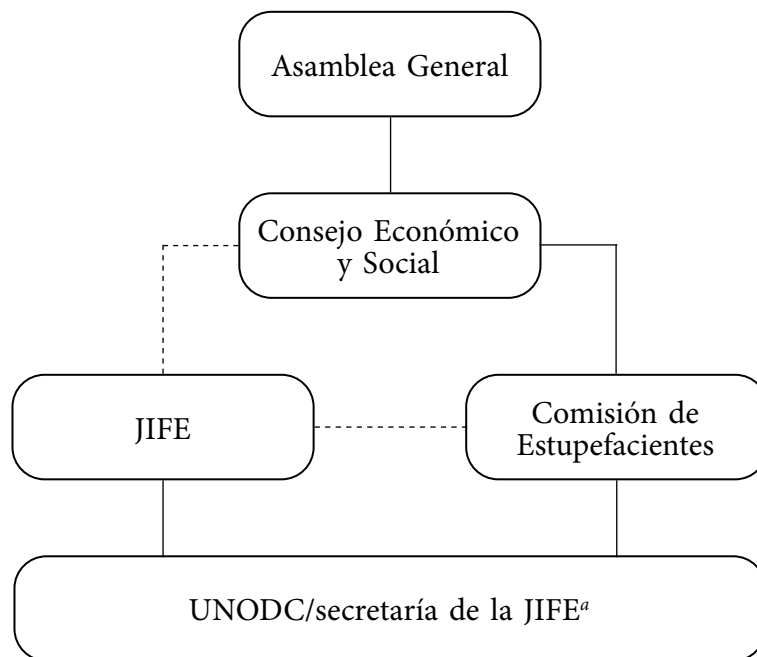 Asamblea General
Consejo Económico
y Social
JIFE
Comisión de
Estupefacientes
UNODC/secretaría de la JIFEᵃ